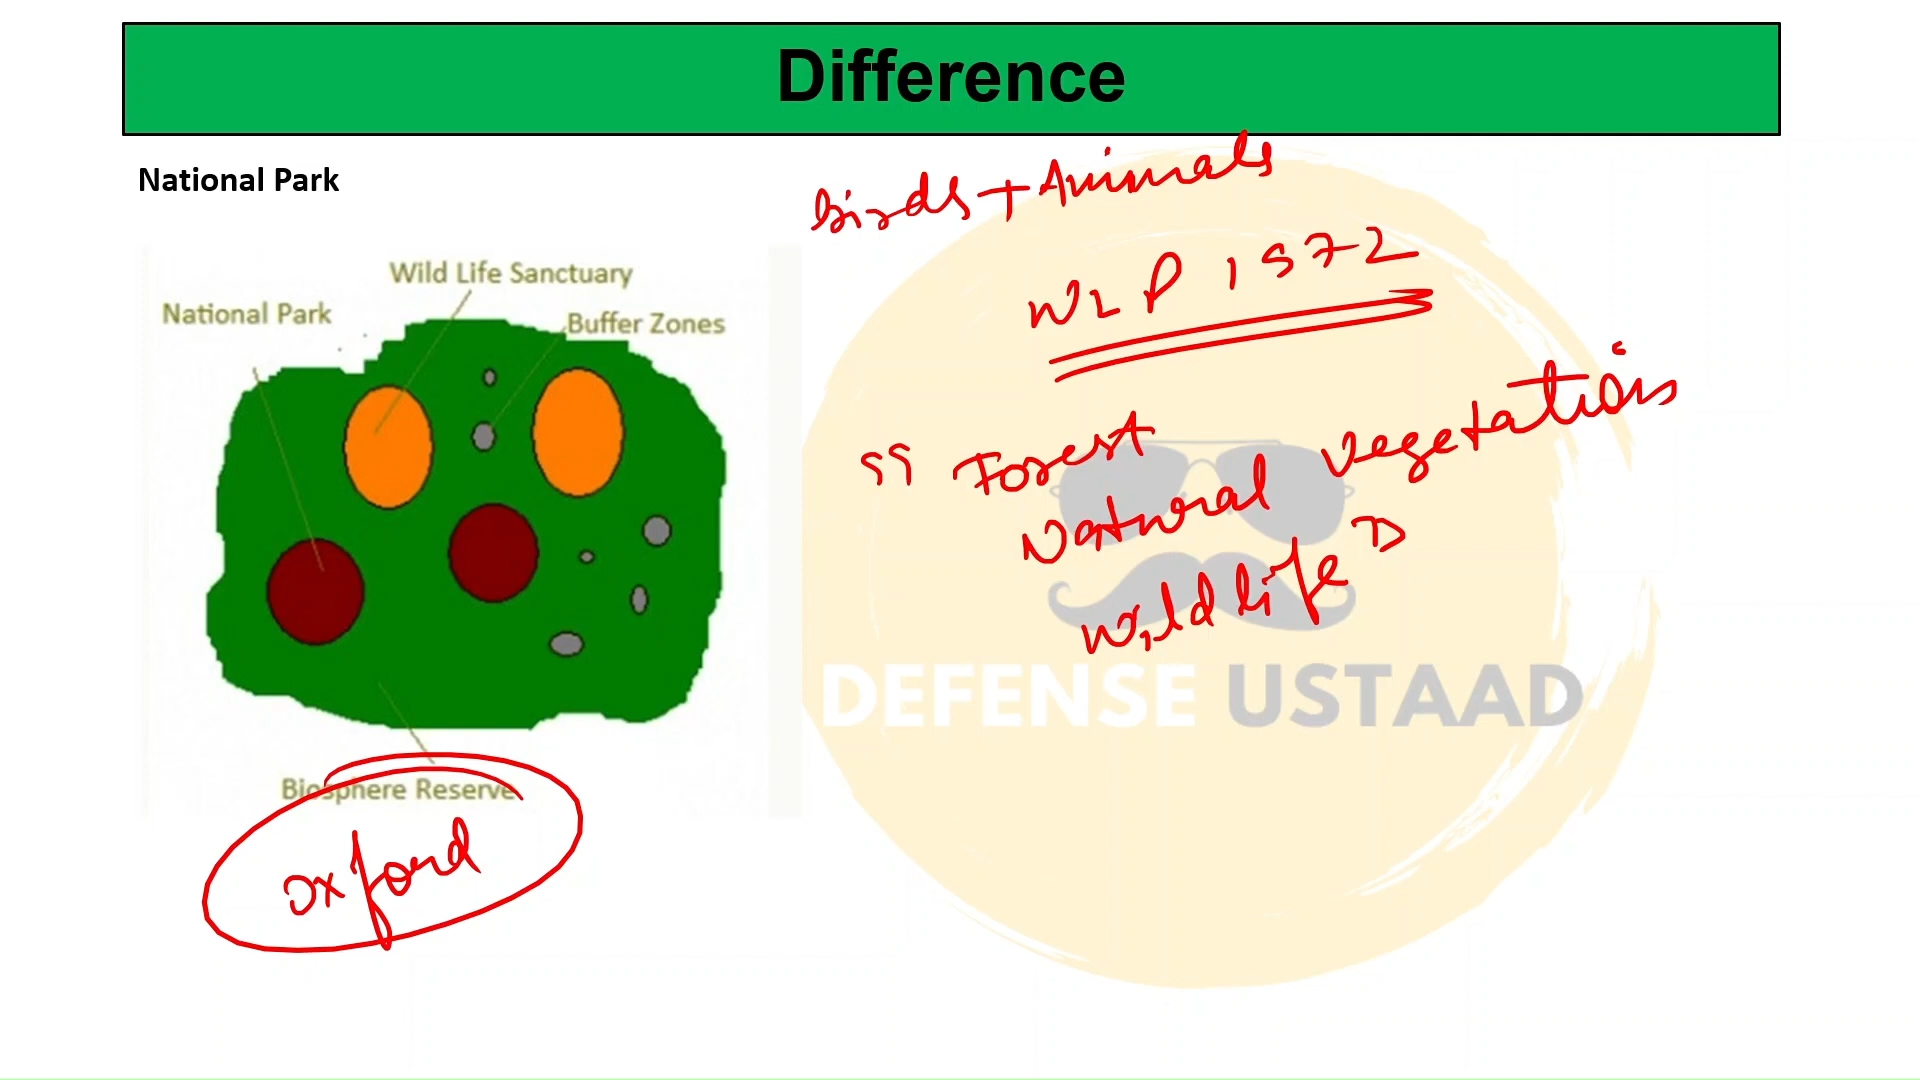 Difference
National Park
Birds + Animals
WLP 1972
Wild Life Sanctuary
National Park
Buffer Zones
Forest
Natural Vegetation
Wildlife
DEFENSE USTAAD
Biosphere Reserve
Oxford